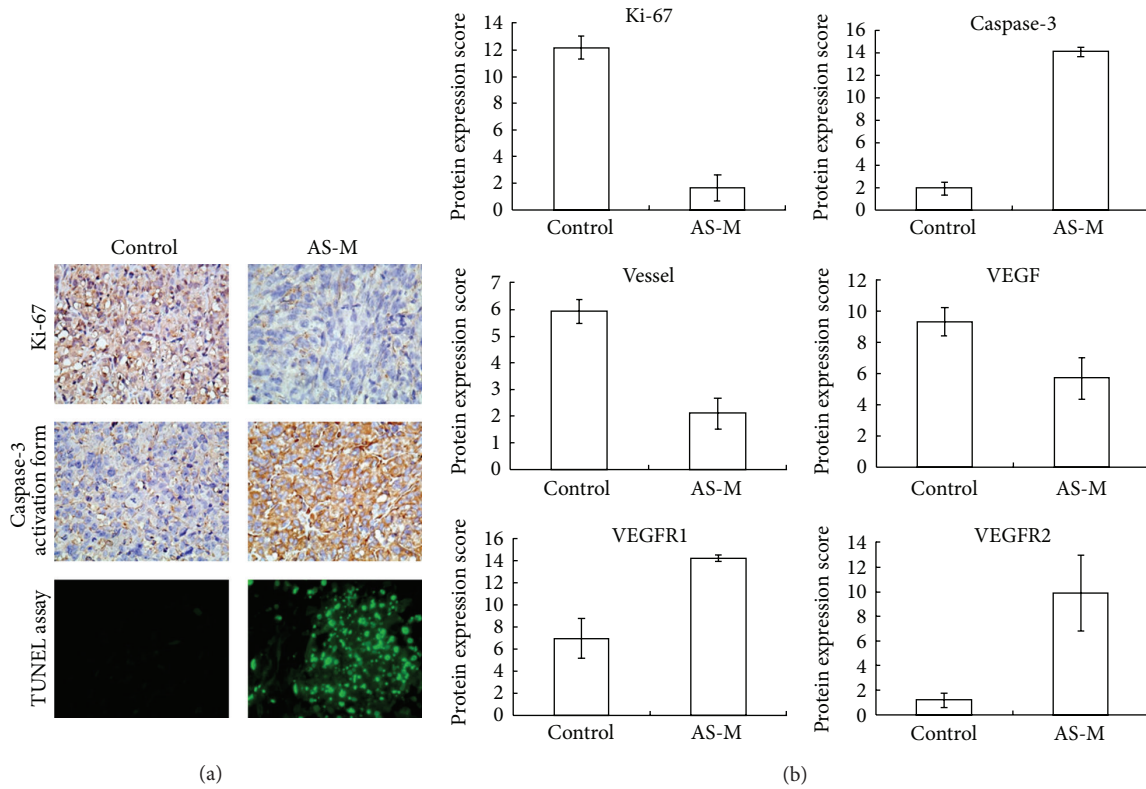 Control
AS-M
Ki-67
Caspase-3
activation form
TUNEL assay
(a)
Ki-67
Protein expression score
14
12
10
8
6
4
2
0
Control
AS-M
Caspase-3
Protein expression score
16
14
12
10
8
6
4
2
0
Control
AS-M
Vessel
Protein expression score
7
6
5
4
3
2
1
0
Control
AS-M
VEGF
Protein expression score
12
10
8
6
4
2
0
Control
AS-M
VEGFR1
Protein expression score
16
14
12
10
8
6
4
2
0
Control
AS-M
VEGFR2
Protein expression score
14
12
10
8
6
4
2
0
Control
AS-M
(b)